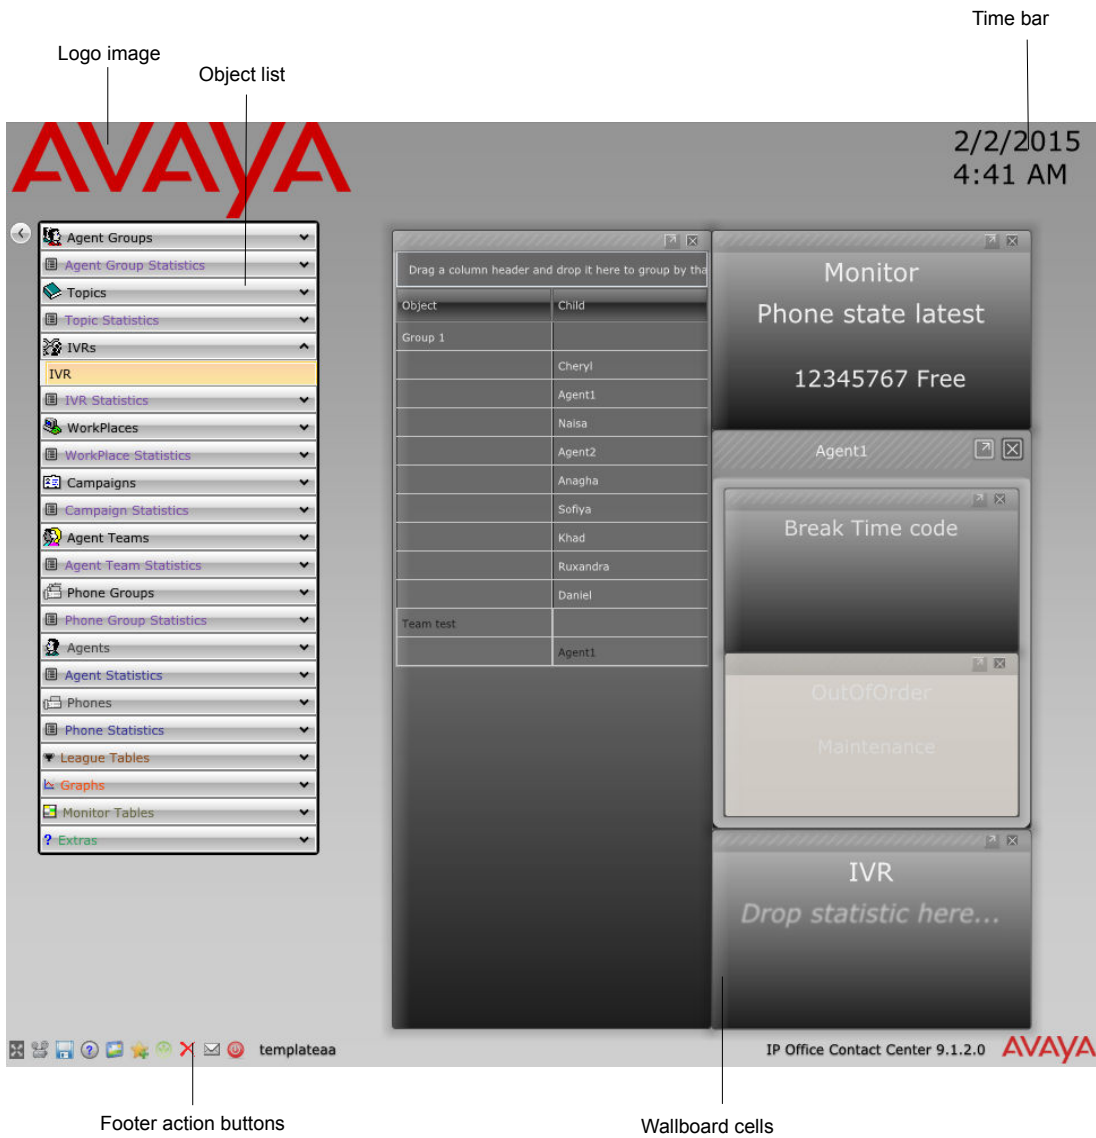 Time bar
Logo image
Object list
AVAYA
2/2/2015
4:41 AM
Agent Groups
Agent Group Statistics
Topics
Topic Statistics
IVRs
IVR
IVR Statistics
WorkPlaces
WorkPlace Statistics
Campaigns
Campaign Statistics
Agent Teams
Agent Team Statistics
Phone Groups
Phone Group Statistics
Agents
Agent Statistics
Phones
Phone Statistics
League Tables
Graphs
Monitor Tables
? Extras
Drag a column header and drop it here to group by tha
Object Child
Group 1
Cheryl
Agent1
Naisa
Agent2
Anagha
Sofiya
Khad
Ruxandra
Daniel
Team test
Agent1
Monitor
Phone state latest
12345767 Free
Agent1
Break Time code
OutOfOrder
Maintenance
IVR
Drop statistic here...
templateaa
IP Office Contact Center 9.1.2.0 AVAYA
Footer action buttons
Wallboard cells